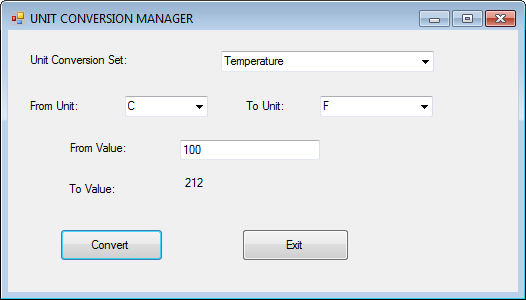 UNIT CONVERSION MANAGER
Unit Conversion Set: Temperature
From Unit: C To Unit: F
From Value: 100
To Value: 212
Convert Exit